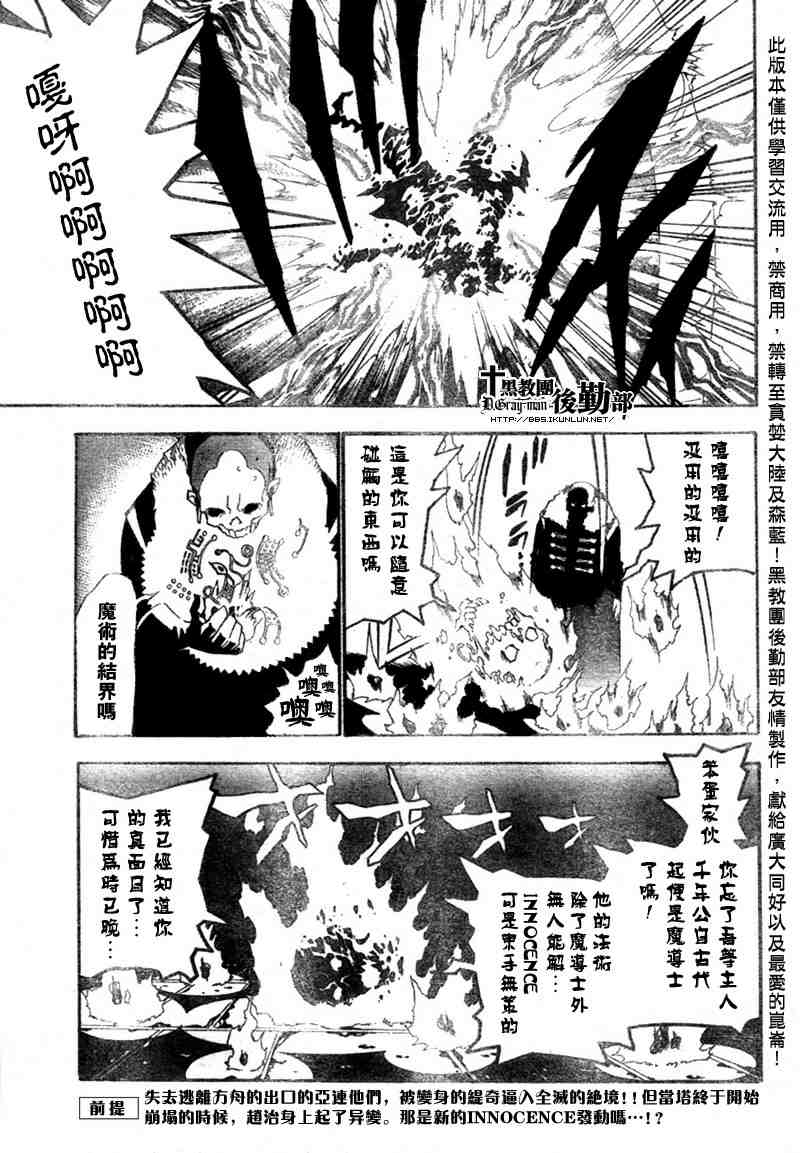 嘎呀啊啊啊啊啊
✝黑教團
D.Gray-man 後勤部
HTTP://BBS.IKUNLUN.NET/
嘻嘻嘻嘻！
沒用的沒用的
這是你可以隨意
碰觸的東西嗎
魔術的結界嗎
噢噢
噢噢
噢
笨蛋家伙
你忘了吾等主人
千年公自古代
起便是魔導士
了嗎！
他的法術
除了魔導士外
無人能解…
INNOCENCE
可是束手無策的
我已經知道你
的真面目了…
可惜爲時已晚…
前提
失去逃離方舟的出口的亞連他們，被變身的緹奇逼入全滅的絶境！！但當塔終于開始
崩塌的時候，趙治身上起了异變。那是新的INNOCENCE發動嗎…！？
此版本僅供學習交流用，禁商用，禁轉至貪婪大陸及森藍！黑教團後勤部友情製作，獻給廣大同好以及最愛的崑崙！